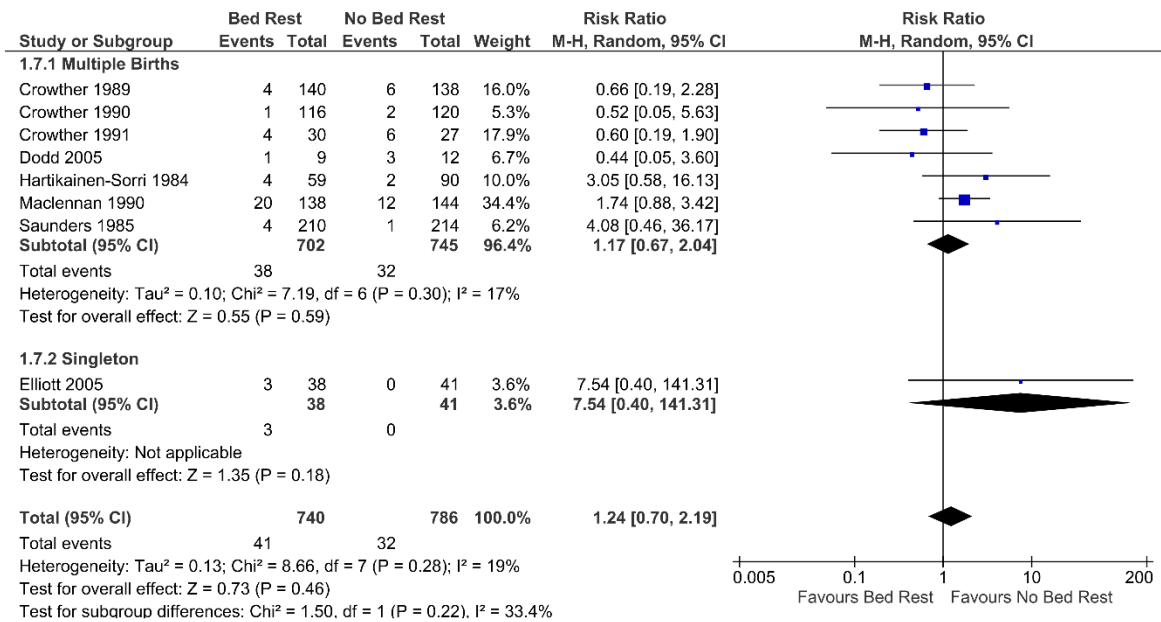 Bed Rest No Bed Rest Risk Ratio Risk Ratio
Study or Subgroup Events Total Events Total Weight M-H, Random, 95% CI M-H, Random, 95% CI
1.7.1 Multiple Births
Crowther 1989 4 140 6 138 16.0% 0.66 [0.19, 2.28]
Crowther 1990 1 116 2 120 5.3% 0.52 [0.05, 5.63]
Crowther 1991 4 30 6 27 17.9% 0.60 [0.19, 1.90]
Dodd 2005 1 9 3 12 6.7% 0.44 [0.05, 3.60]
Hartikainen-Sorri 1984 4 59 2 90 10.0% 3.05 [0.58, 16.13]
Maclennan 1990 20 138 12 144 34.4% 1.74 [0.88, 3.42]
Saunders 1985 4 210 1 214 6.2% 4.08 [0.46, 36.17]
Subtotal (95% CI) 702 745 96.4% 1.17 [0.67, 2.04]
Total events 38 32
Heterogeneity: Tau² = 0.10; Chi² = 7.19, df = 6 (P = 0.30); I² = 17%
Test for overall effect: Z = 0.55 (P = 0.59)
1.7.2 Singleton
Elliott 2005 3 38 0 41 3.6% 7.54 [0.40, 141.31]
Subtotal (95% CI) 38 41 3.6% 7.54 [0.40, 141.31]
Total events 3 0
Heterogeneity: Not applicable
Test for overall effect: Z = 1.35 (P = 0.18)
Total (95% CI) 740 786 100.0% 1.24 [0.70, 2.19]
Total events 41 32
Heterogeneity: Tau² = 0.13; Chi² = 8.66, df = 7 (P = 0.28); I² = 19%
Test for overall effect: Z = 0.73 (P = 0.46)
Test for subgroup differences: Chi² = 1.50, df = 1 (P = 0.22), I² = 33.4%
0.005 0.1 1 10 200
Favours Bed Rest Favours No Bed Rest